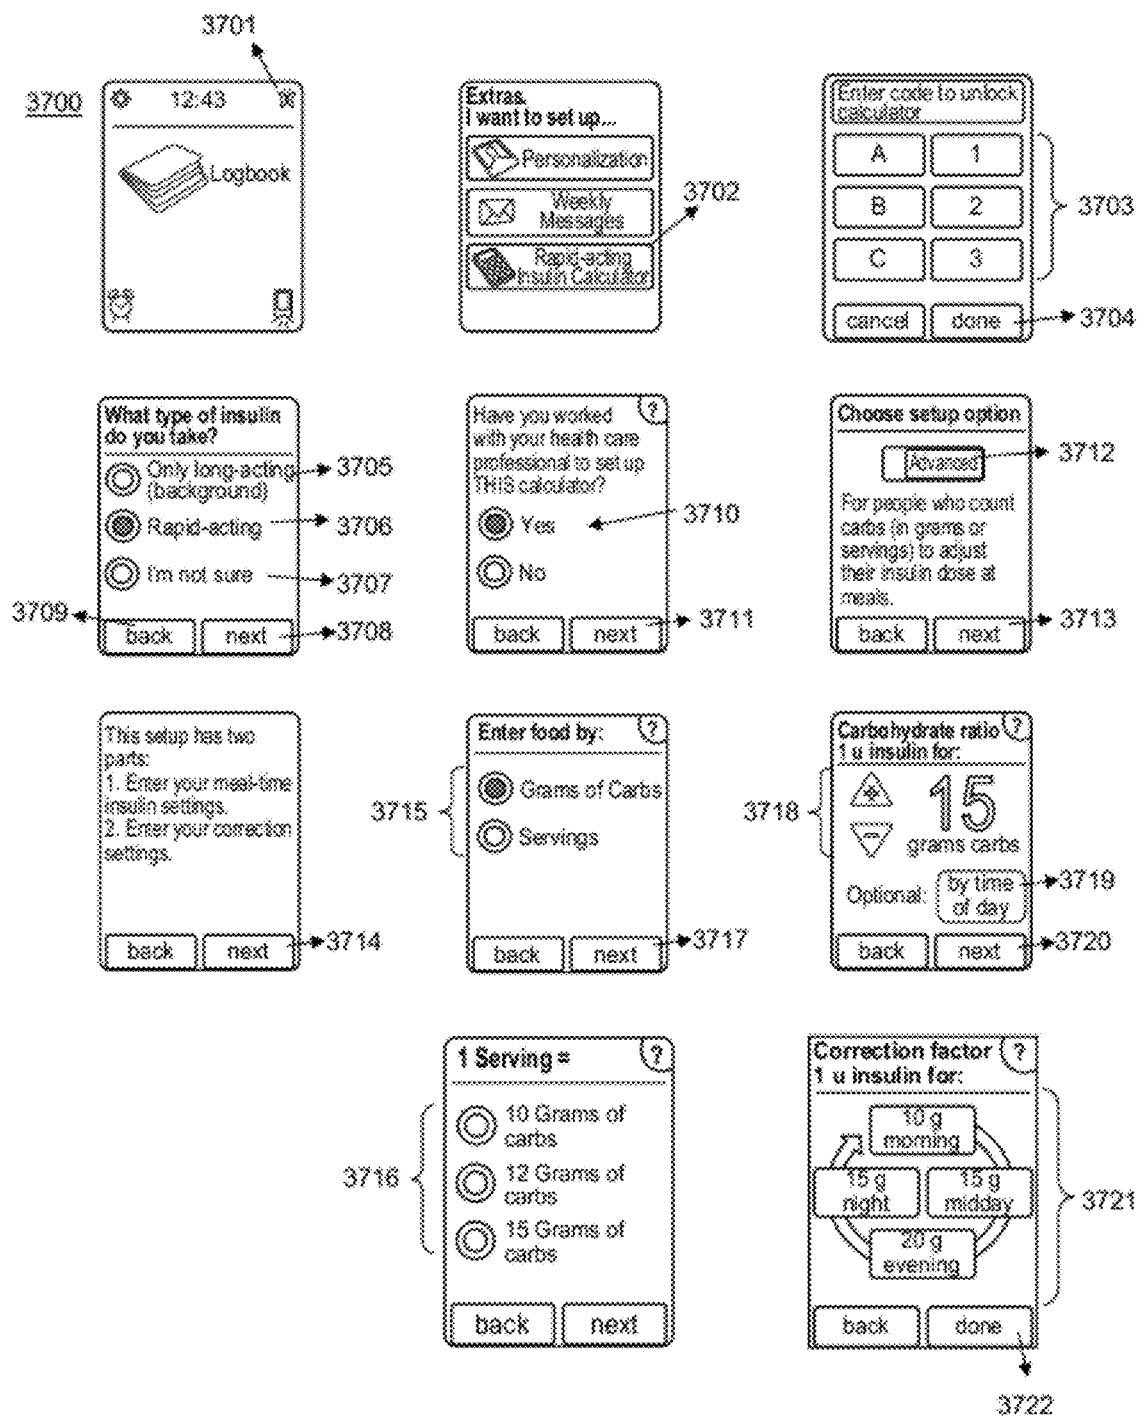 3701
3700
12:43
Logbook
Extras.
I want to set up...
Personalization
Weekly
Messages
Rapid-acting
Insulin Calculator
3702
Enter code to unlock
calculator
A
1
B
2
C
3
cancel
done
3703
3704
What type of insulin
do you take?
Only long-acting
(background)
Rapid-acting
I'm not sure
back
next
3705
3706
3707
3709
3708
?
Have you worked
with your health care
professional to set up
THIS calculator?
Yes
No
back
next
3710
3711
Choose setup option
Advanced
For people who count
carbs (in grams or
servings) to adjust
their insulin dose at
meals.
back
next
3712
3713
This setup has two
parts:
1. Enter your meal-time
insulin settings.
2. Enter your correction
settings.
back
next
3714
Enter food by:
?
Grams of Carbs
Servings
back
next
3715
3717
Carbohydrate ratio
?
1 u insulin for:
+
15
-
grams carbs
Optional:
by time
of day
back
next
3718
3719
3720
1 Serving =
?
10 Grams of
carbs
12 Grams of
carbs
15 Grams of
carbs
back
next
3716
Correction factor
?
1 u insulin for:
10 g
morning
15 g
night
15 g
midday
20 g
evening
back
done
3721
3722